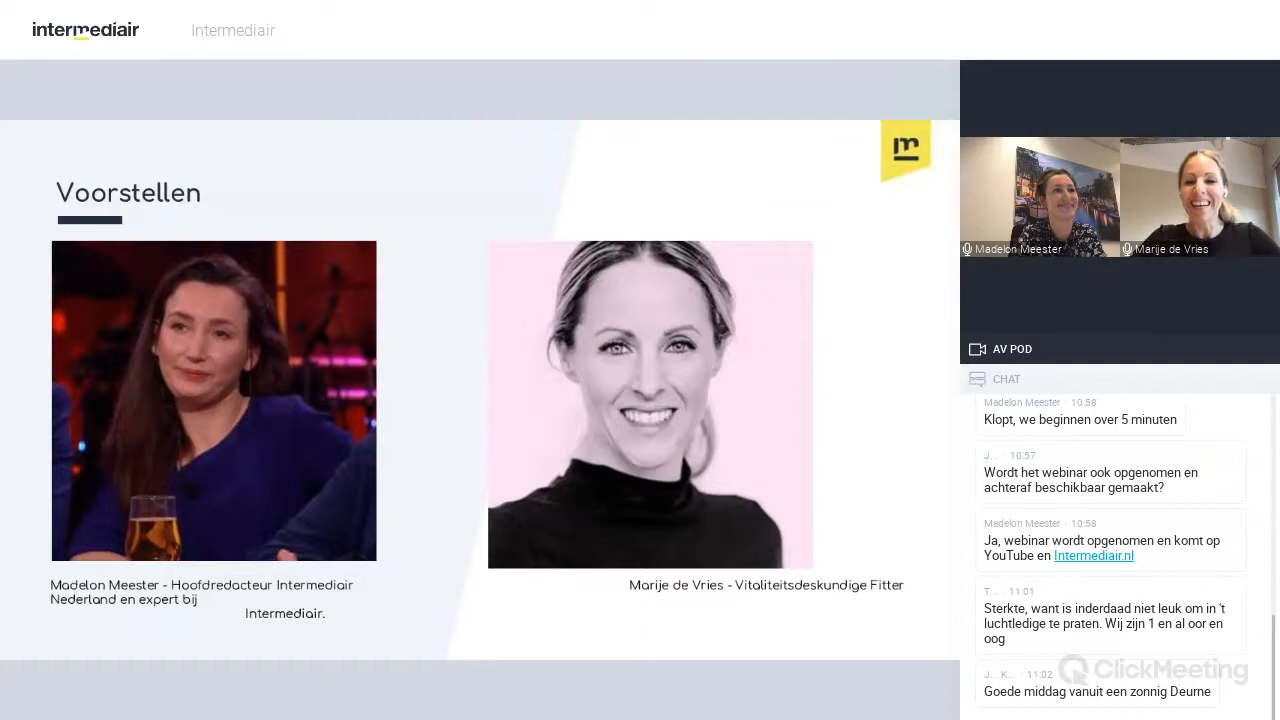 intermediair
Intermediair
m
Voorstellen
Madelon Meester - Hoofdredacteur Intermediair
Nederland en expert bij
Intermediair.
Marije de Vries - Vitaliteitsdeskundige Fitter
Madelon Meester
Marije de Vries
AV POD
CHAT
Madelon Meester 10:58
Klopt, we beginnen over 5 minuten
J... 10:57
Wordt het webinar ook opgenomen en
achteraf beschikbaar gemaakt?
Madelon Meester 10:58
Ja, webinar wordt opgenomen en komt op
YouTube en Intermediair.nl
T... 11:01
Sterkte, want is inderdaad niet leuk om in 't
luchtledige te praten. Wij zijn 1 en al oor en
oog
J... K... 11:02
Goede middag vanuit een zonnig Deurne
ClickMeeting